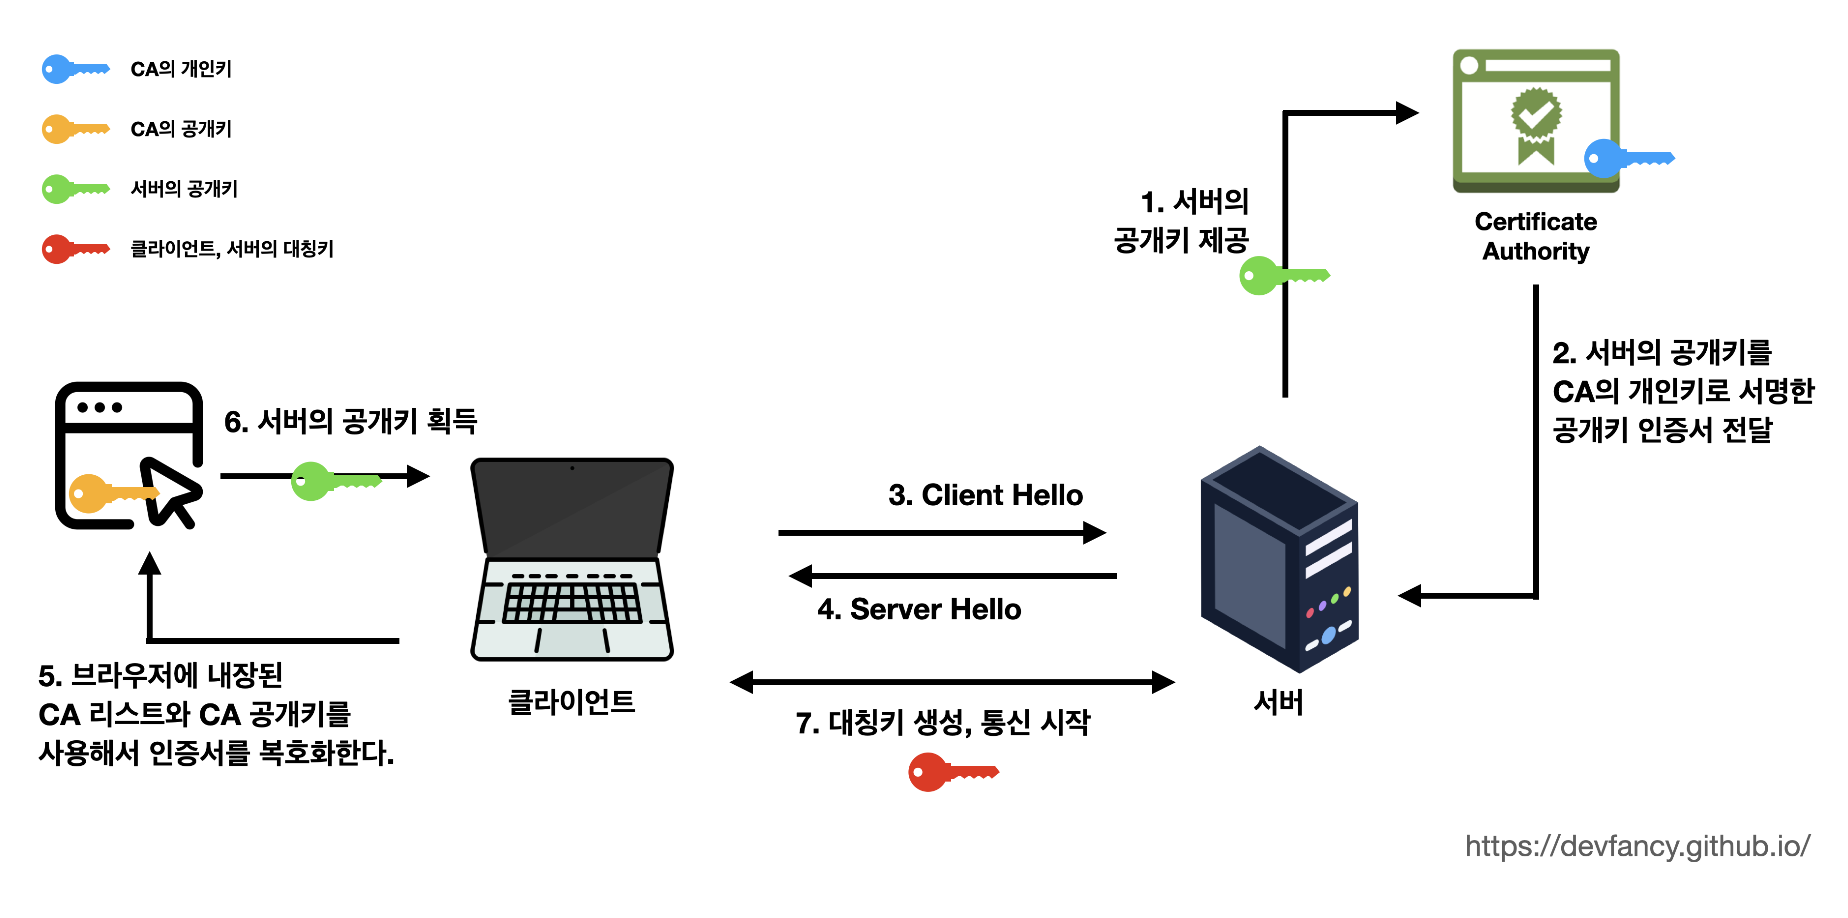 CA의 개인키
CA의 공개키
서버의 공개키
클라이언트, 서버의 대칭키
1. 서버의
공개키 제공
Certificate
Authority
2. 서버의 공개키를
CA의 개인키로 서명한
공개키 인증서 전달
6. 서버의 공개키 획득
3. Client Hello
4. Server Hello
5. 브라우저에 내장된
CA 리스트와 CA 공개키를
사용해서 인증서를 복호화한다.
클라이언트
서버
7. 대칭키 생성, 통신 시작
https://devfancy.github.io/